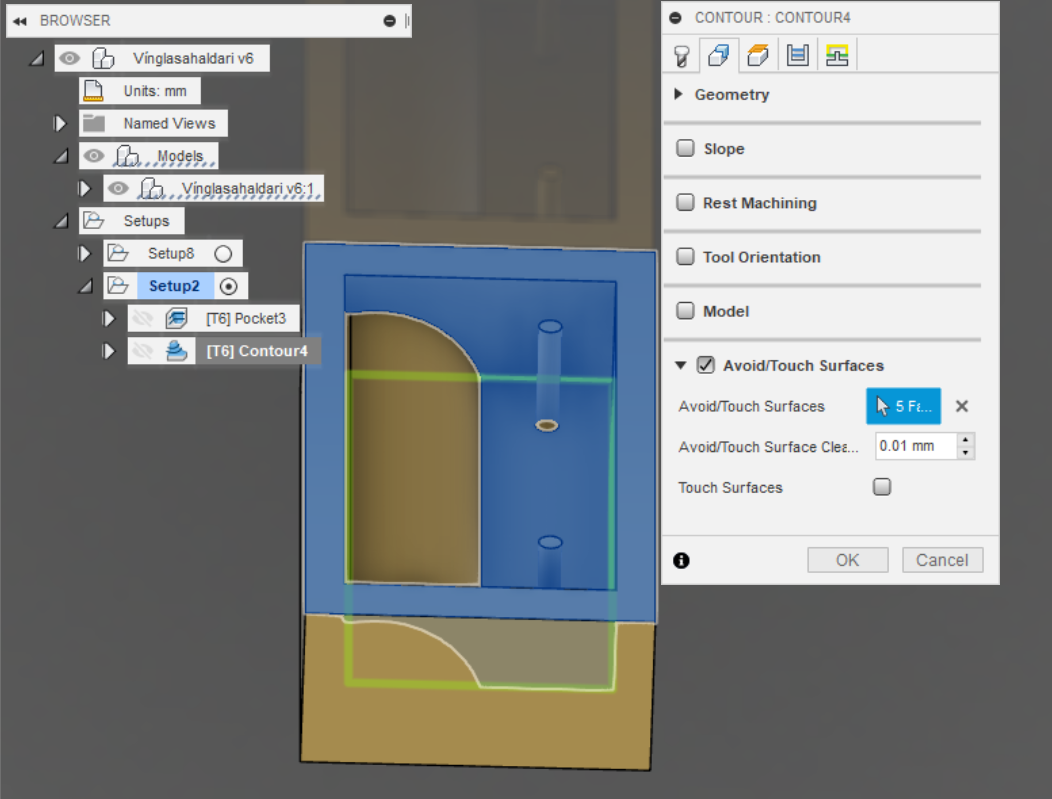 BROWSER
Vínglasahaldari v6
Units: mm
Named Views
Models
Vínglasahaldari v6:1
Setups
Setup8
Setup2
[T6] Pocket3
[T6] Contour4
CONTOUR : CONTOUR4
Geometry
Slope
Rest Machining
Tool Orientation
Model
Avoid/Touch Surfaces
Avoid/Touch Surfaces 5 Fa...
Avoid/Touch Surface Clea... 0.01 mm
Touch Surfaces
OK Cancel